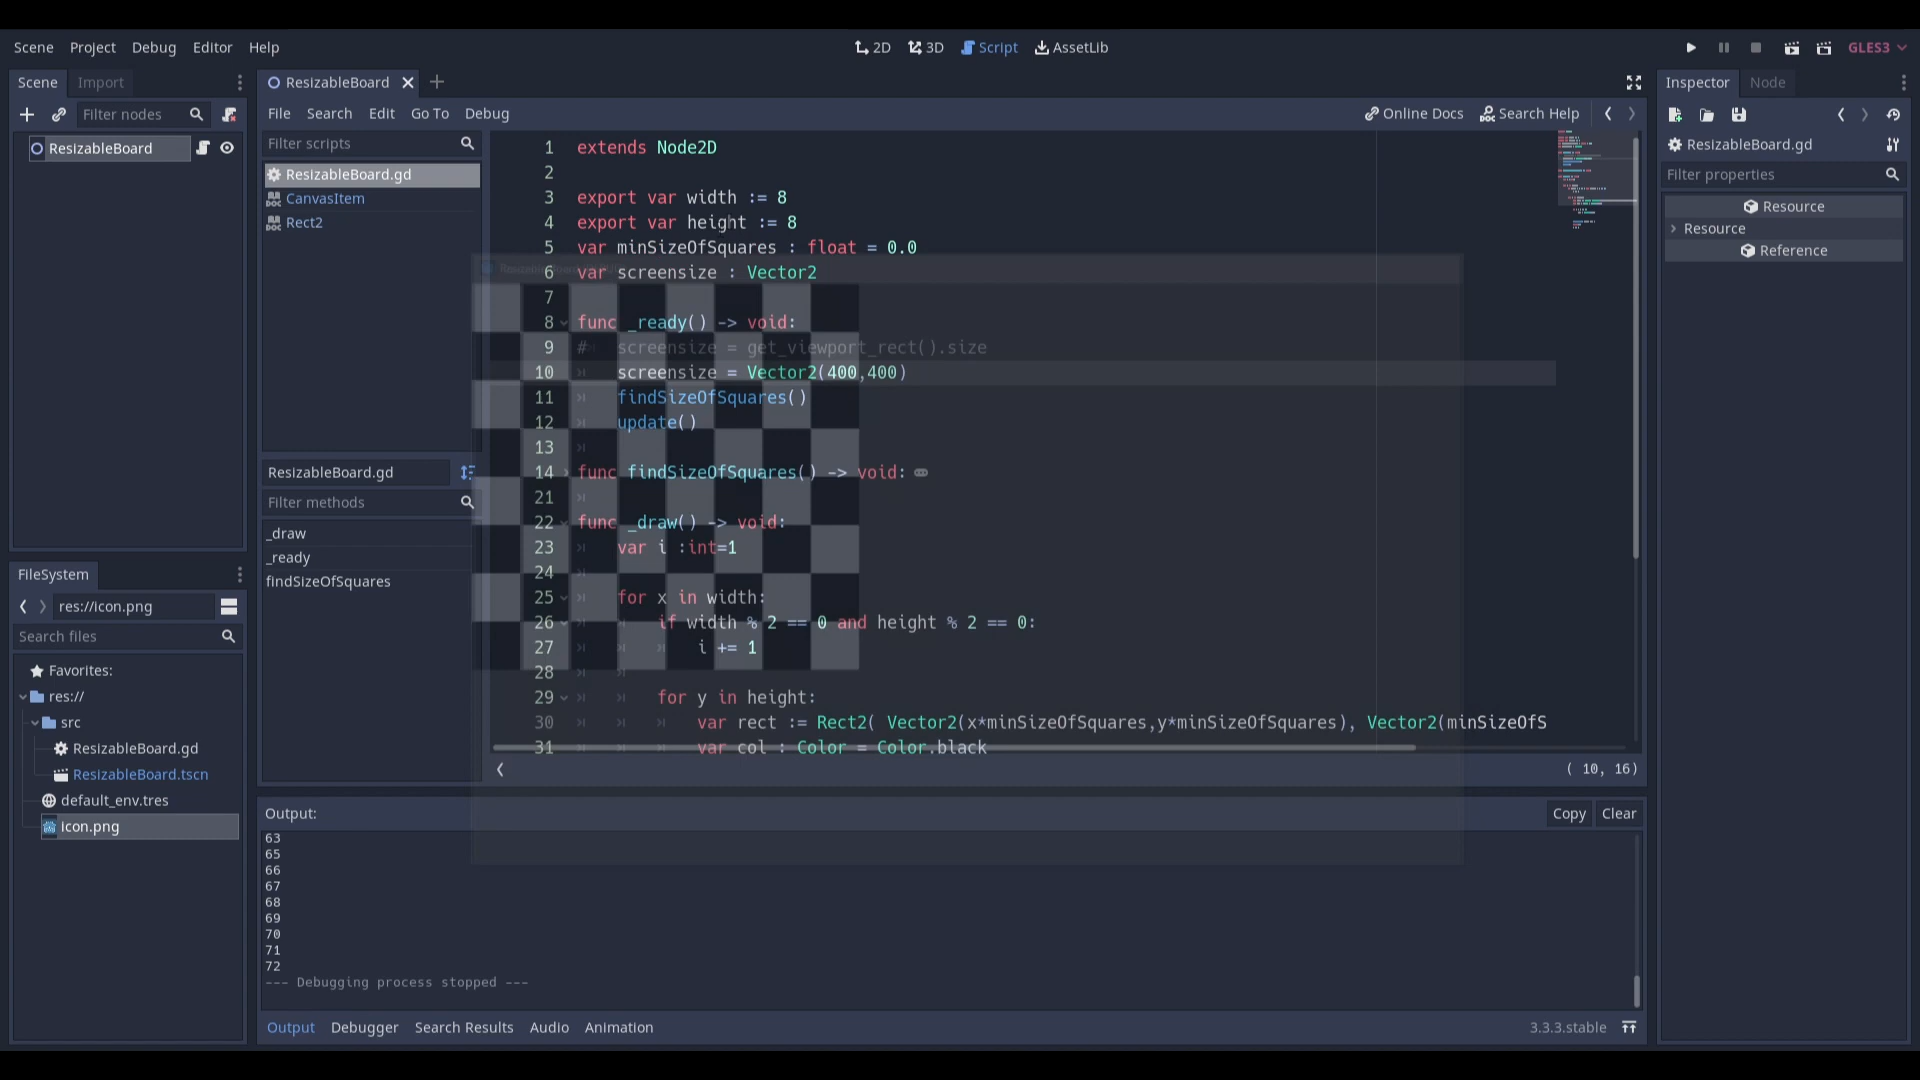 Scene Project Debug Editor Help
2D 3D Script AssetLib
GLES3
Scene Import
ResizableBoard
Inspector Node
Filter nodes
File Search Edit Go To Debug
Online Docs Search Help
ResizableBoard
Filter scripts
ResizableBoard.gd
CanvasItem
Rect2
ResizableBoard.gd
Filter methods
_draw
_ready
findSizeOfSquares
1 extends Node2D
2
3 export var width := 8
4 export var height := 8
5 var minSizeOfSquares : float = 0.0
6 var screensize : Vector2
7
8 func _ready() -> void:
9 # screensize = get_viewport_rect().size
10 screensize = Vector2(400,400)
11 findSizeOfSquares()
12 update()
13
14 func findSizeOfSquares() -> void:
21
22 func _draw() -> void:
23 var i :int=1
24
25 for x in width:
26 if width % 2 == 0 and height % 2 == 0:
27 i += 1
28
29 for y in height:
30 var rect := Rect2( Vector2(x*minSizeOfSquares,y*minSizeOfSquares), Vector2(minSizeOfS
31 var col : Color = Color.black
( 10, 16)
FileSystem
res://icon.png
Search files
Favorites:
res://
src
ResizableBoard.gd
ResizableBoard.tscn
default_env.tres
icon.png
Output:
Copy Clear
63
65
66
67
68
69
70
71
72
--- Debugging process stopped ---
Output Debugger Search Results Audio Animation
3.3.3.stable
ResizableBoard.gd
Filter properties
Resource
Resource
Reference